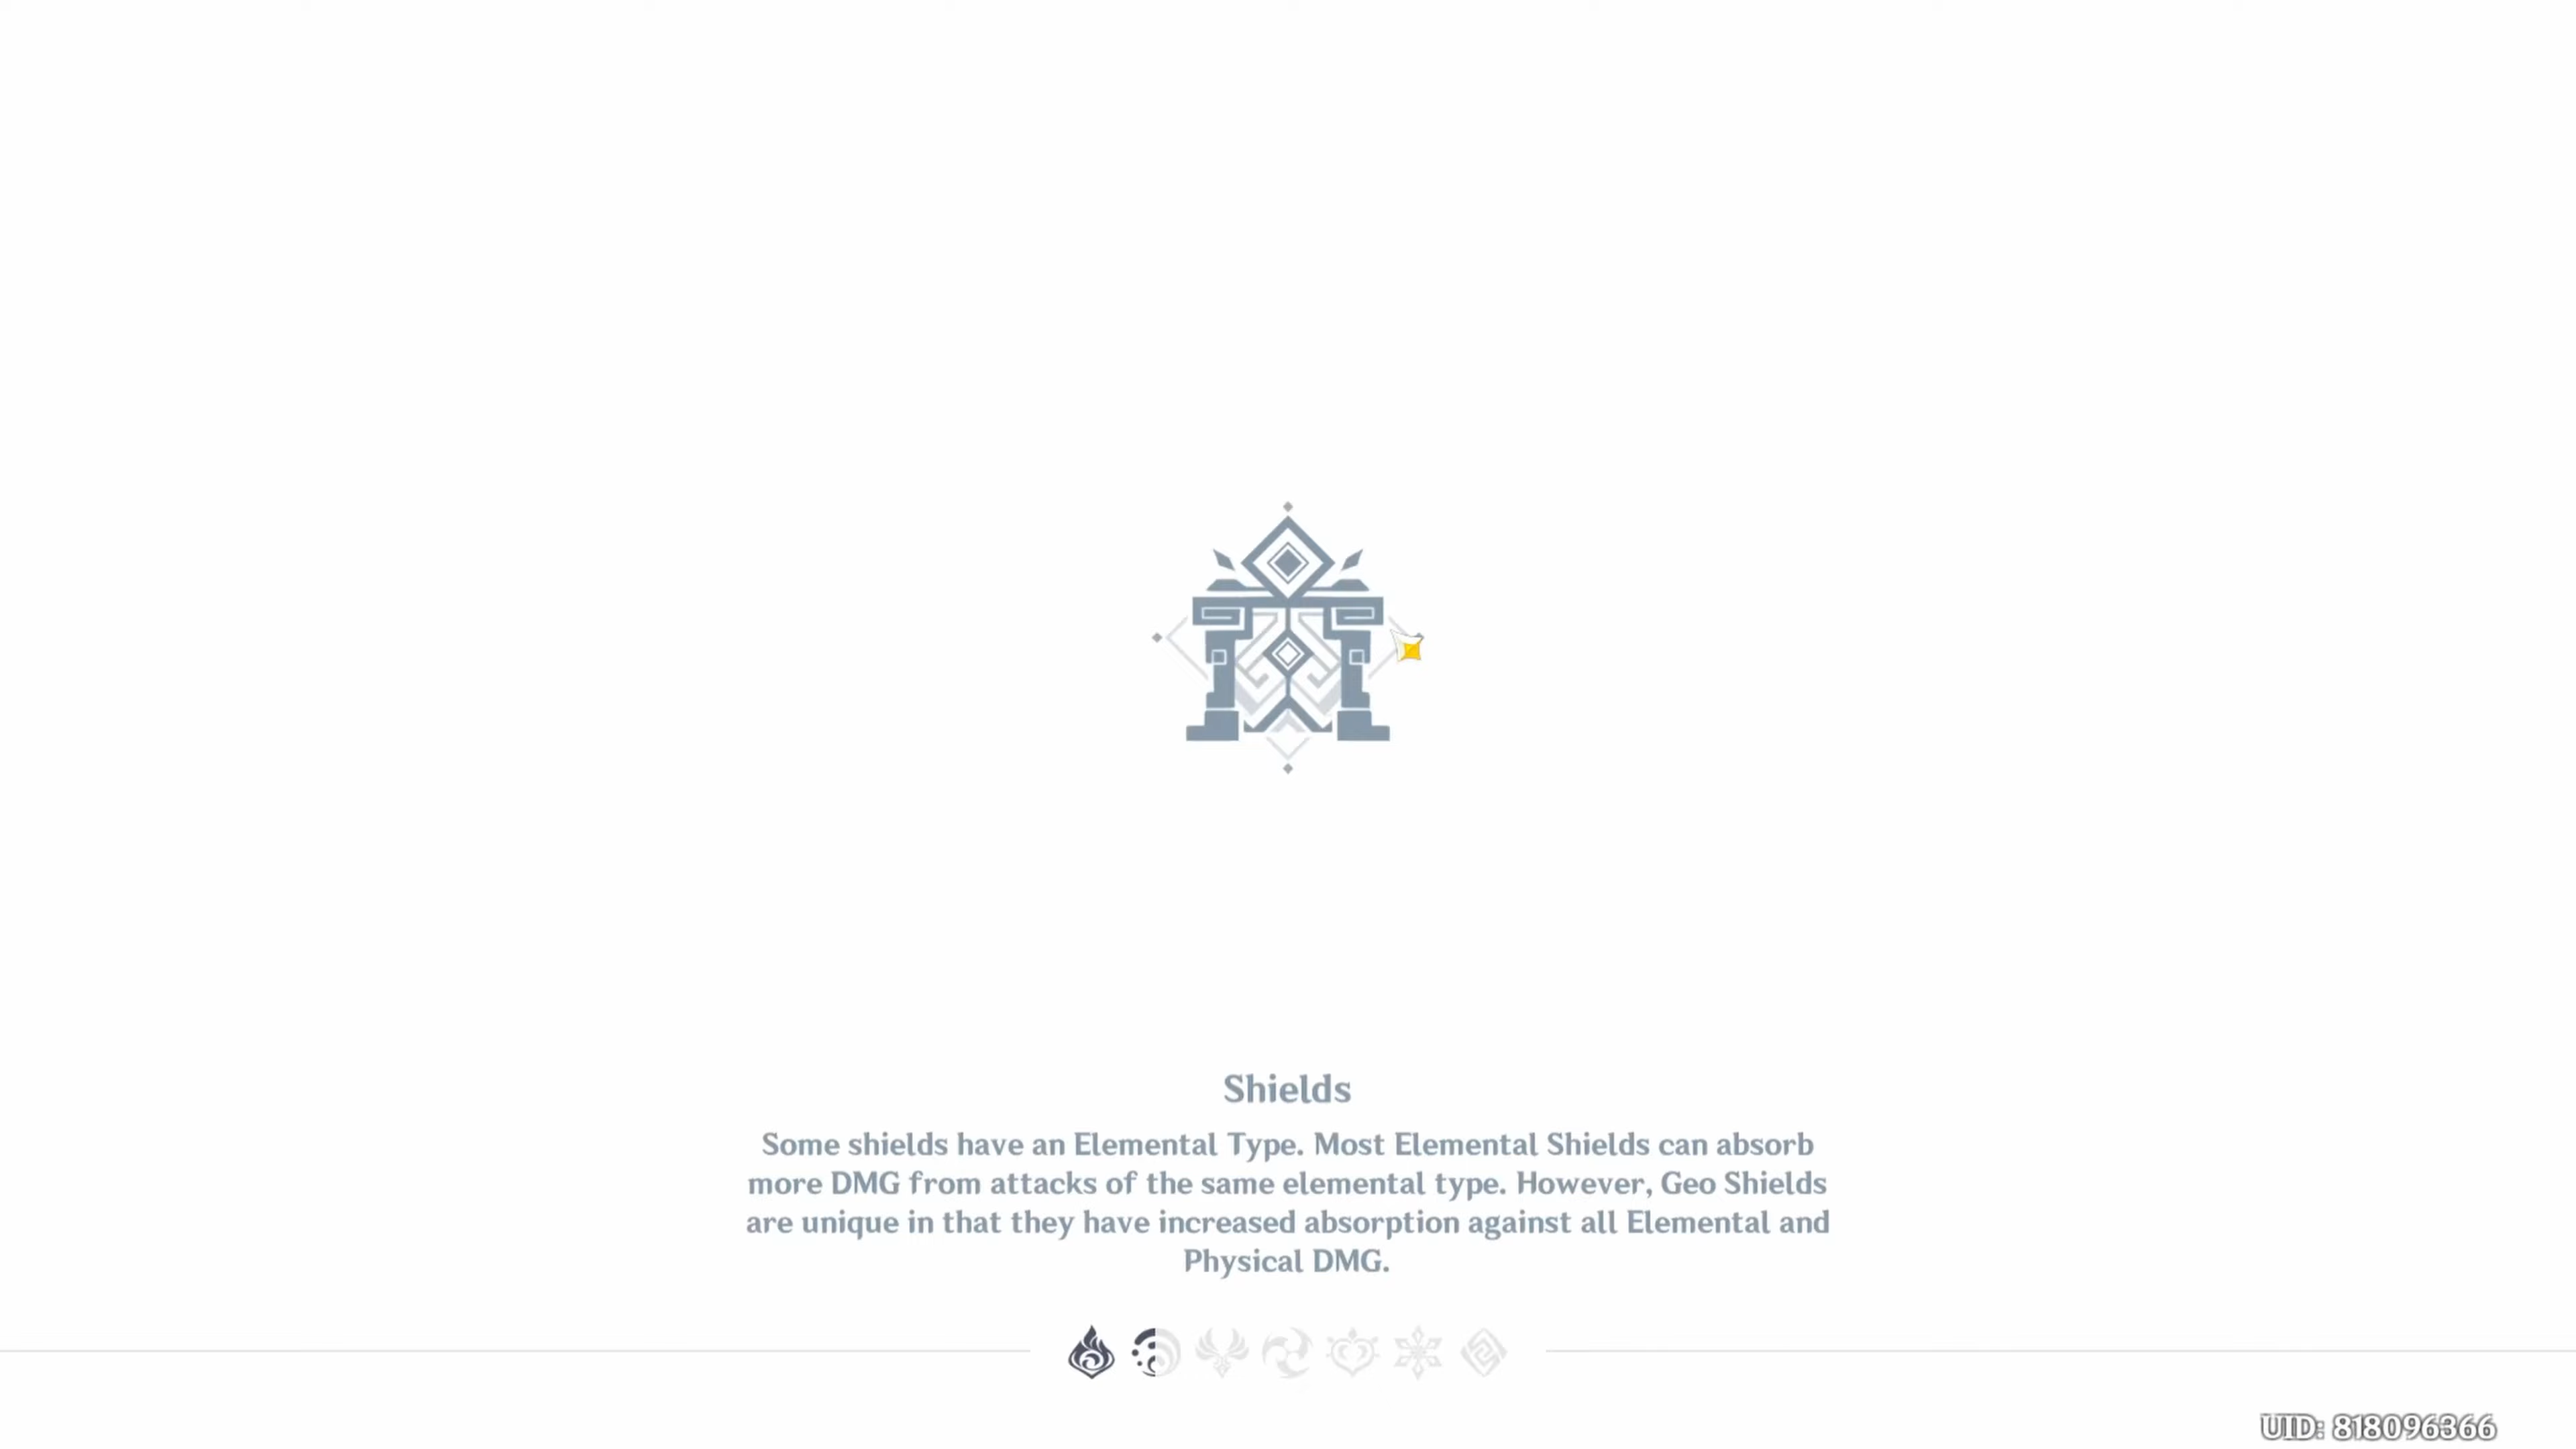 Shields
Some shields have an Elemental Type. Most Elemental Shields can absorb
more DMG from attacks of the same elemental type. However, Geo Shields
are unique in that they have increased absorption against all Elemental and
Physical DMG.
UID: 818096366